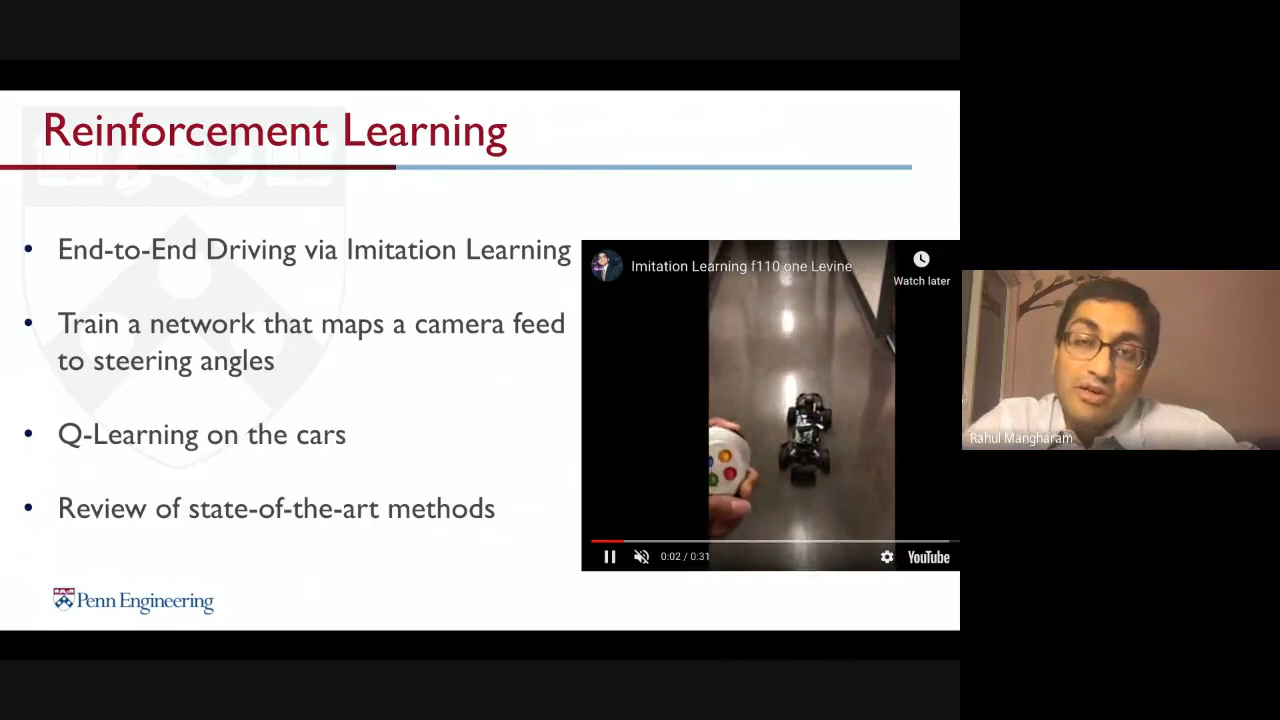 Reinforcement Learning
• End-to-End Driving via Imitation Learning
• Train a network that maps a camera feed
to steering angles
• Q-Learning on the cars
• Review of state-of-the-art methods
Imitation Learning f110 one Levine
Watch later
0:02 / 0:31
YouTube
Rahul Mangharam
Penn Engineering